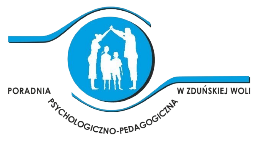 PORADNIA
PSYCHOLOGICZNO-PEDAGOGICZNA
W ZDUŃSKIEJ WOLI